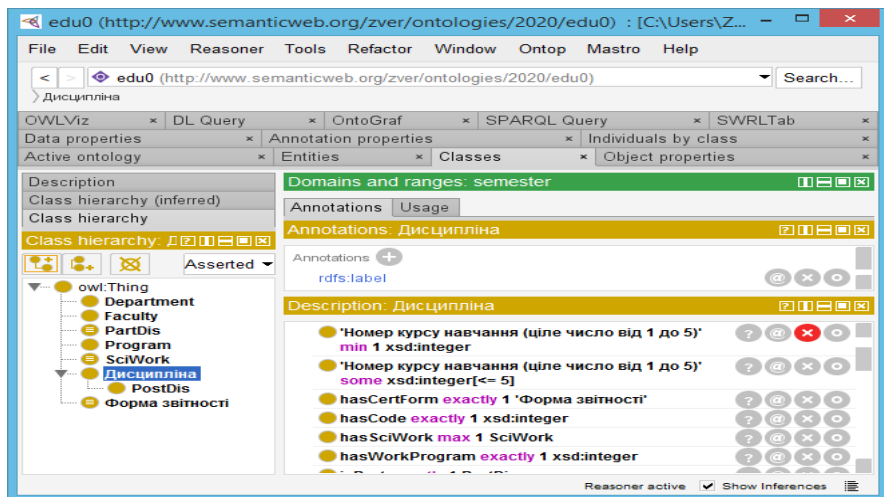 edu0 (http://www.semanticweb.org/zver/ontologies/2020/edu0) : [C:\Users\Z...
File Edit View Reasoner Tools Refactor Window Ontop Mastro Help
edu0 (http://www.semanticweb.org/zver/ontologies/2020/edu0) Search...
Дисципліна
OWLViz DL Query OntoGraf SPARQL Query SWRLTab
Data properties Annotation properties Individuals by class
Active ontology Entities Classes Object properties
Description
Class hierarchy (inferred)
Class hierarchy
Class hierarchy: Д
Asserted
owl:Thing
Department
Faculty
PartDis
Program
SciWork
Дисципліна
PostDis
Форма звітності
Domains and ranges: semester
Annotations Usage
Annotations: Дисципліна
Annotations
rdfs:label
Description: Дисципліна
'Номер курсу навчання (ціле число від 1 до 5)'
min 1 xsd:integer
'Номер курсу навчання (ціле число від 1 до 5)'
some xsd:integer[<= 5]
hasCertForm exactly 1 'Форма звітності'
hasCode exactly 1 xsd:integer
hasSciWork max 1 SciWork
hasWorkProgram exactly 1 xsd:integer
Reasoner active Show Inferences